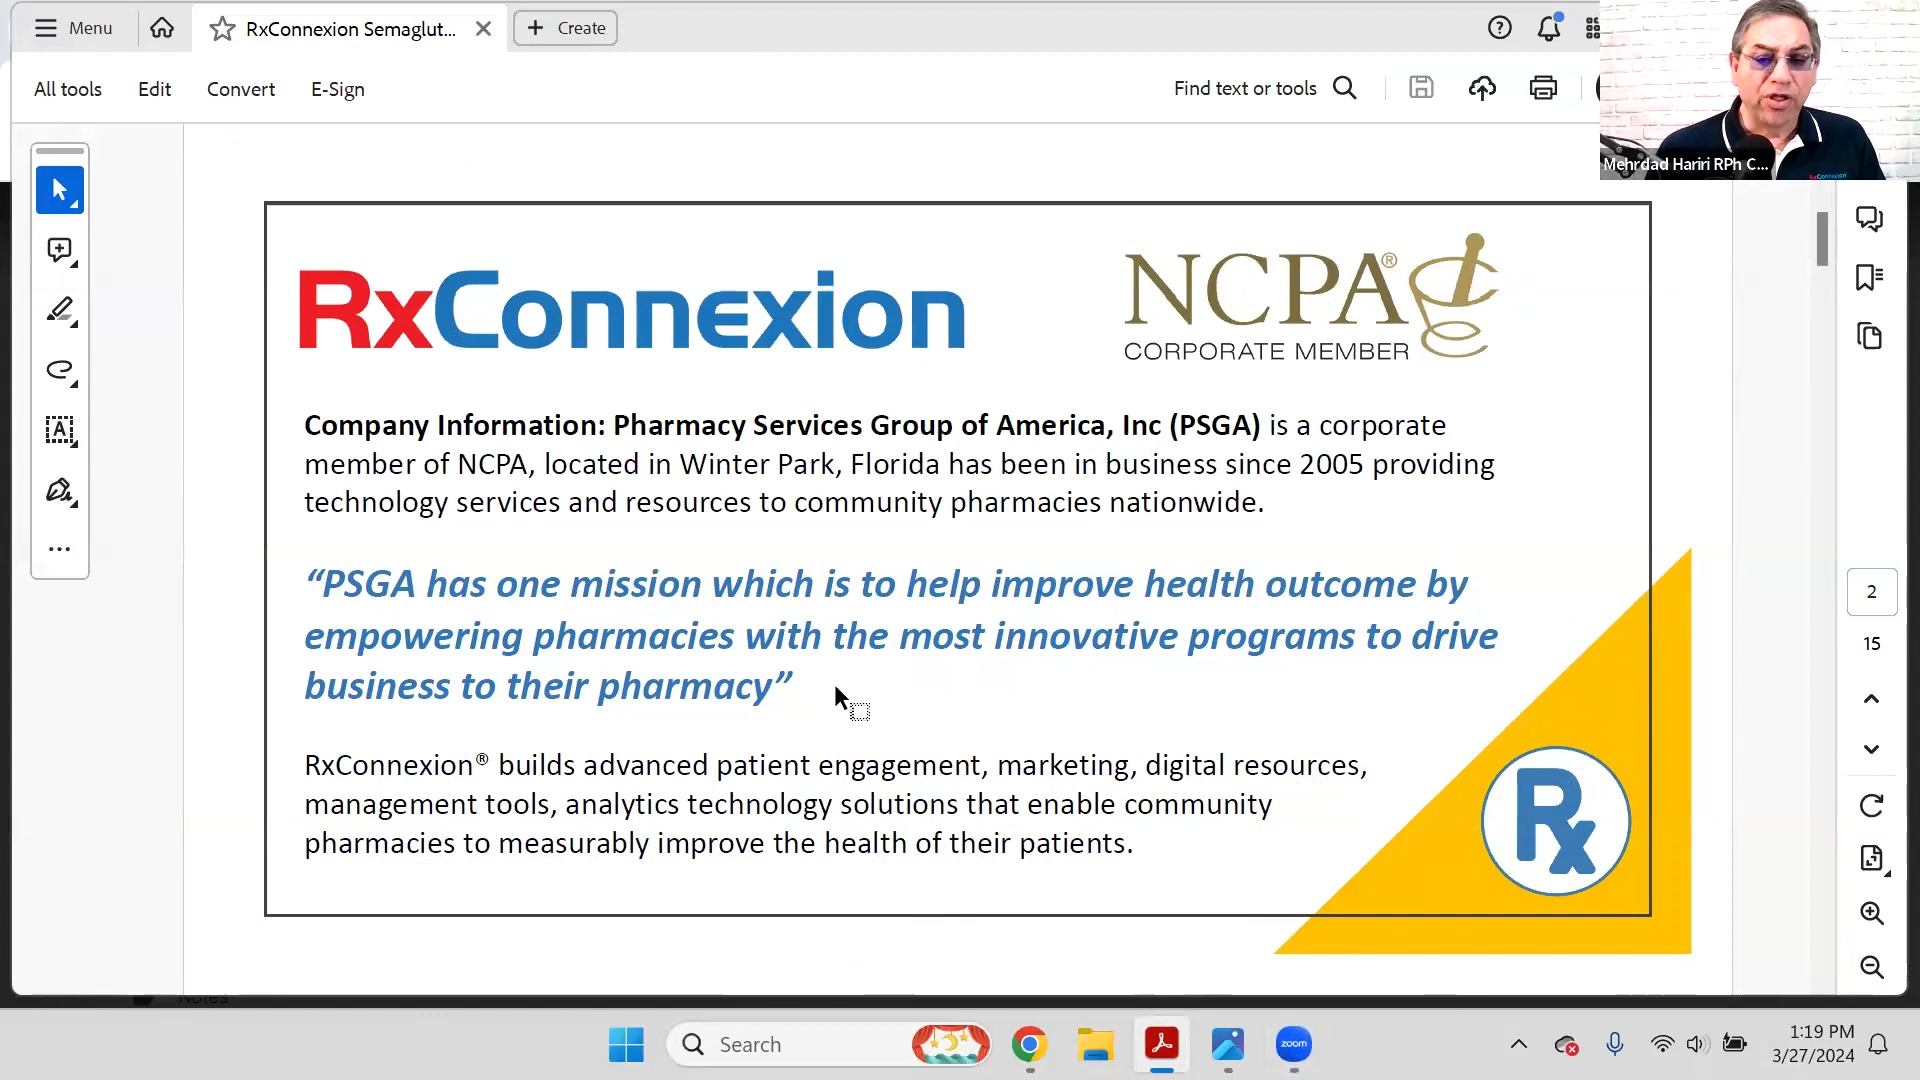 Menu
RxConnexion Semaglut...
Create
All tools
Edit
Convert
E-Sign
Find text or tools
Mehrdad Hariri RPh C...
RxConnexion
NCPA®
CORPORATE MEMBER
Company Information: Pharmacy Services Group of America, Inc (PSGA) is a corporate
member of NCPA, located in Winter Park, Florida has been in business since 2005 providing
technology services and resources to community pharmacies nationwide.
“PSGA has one mission which is to help improve health outcome by
empowering pharmacies with the most innovative programs to drive
business to their pharmacy”
RxConnexion® builds advanced patient engagement, marketing, digital resources,
management tools, analytics technology solutions that enable community
pharmacies to measurably improve the health of their patients.
Rx
2
15
Notes
Search
zoom
1:19 PM
3/27/2024